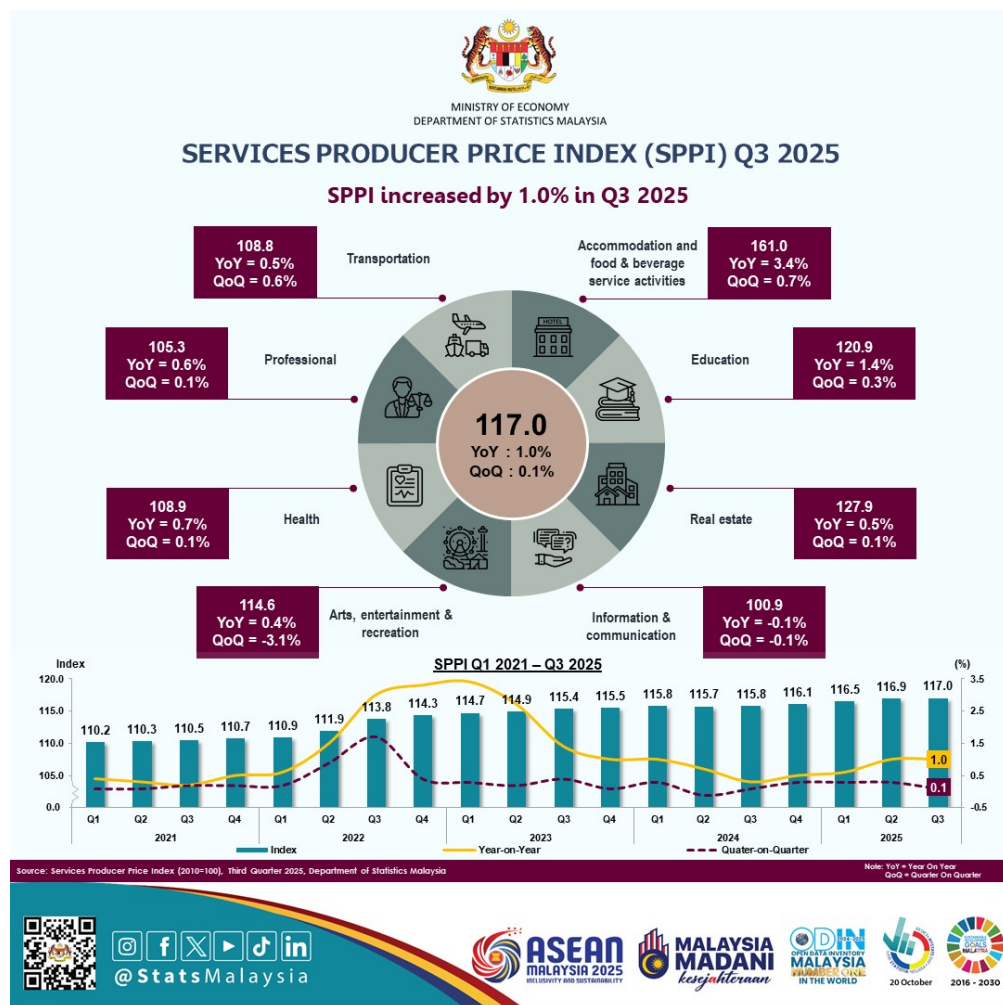 MINISTRY OF ECONOMY
DEPARTMENT OF STATISTICS MALAYSIA
SERVICES PRODUCER PRICE INDEX (SPPI) Q3 2025
SPPI increased by 1.0% in Q3 2025
108.8
YoY = 0.5%
QoQ = 0.6%
Transportation
Accommodation and
food & beverage
service activities
161.0
YoY = 3.4%
QoQ = 0.7%
HOTEL
105.3
YoY = 0.6%
QoQ = 0.1%
Professional
Education
120.9
YoY = 1.4%
QoQ = 0.3%
117.0
YoY : 1.0%
QoQ : 0.1%
108.9
YoY = 0.7%
QoQ = 0.1%
Health
Real estate
127.9
YoY = 0.5%
QoQ = 0.1%
114.6
YoY = 0.4%
QoQ = -3.1%
Arts, entertainment &
recreation
Information &
communication
100.9
YoY = -0.1%
QoQ = -0.1%
SPPI Q1 2021 – Q3 2025
Index
(%)
120.0
115.0
110.0
105.0
0.0
110.2 110.3 110.5 110.7 110.9 111.9 113.8 114.3 114.7 114.9 115.4 115.5 115.8 115.7 115.8 116.1 116.5 116.9 117.0
3.5
2.5
1.5
0.5
-0.5
1.0
0.1
Q1 Q2 Q3 Q4 Q1 Q2 Q3 Q4 Q1 Q2 Q3 Q4 Q1 Q2 Q3 Q4 Q1 Q2 Q3
2021 2022 2023 2024 2025
Index Year-on-Year Quater-on-Quarter
Source: Services Producer Price Index (2010=100), Third Quarter 2025, Department of Statistics Malaysia
Note: YoY = Year On Year
QoQ = Quarter On Quarter
@StatsMalaysia
ASEAN
MALAYSIA 2025
INCLUSIVITY AND SUSTAINABILITY
MALAYSIA
MADANI
kesejahteraan
ODIN
OPEN DATA INVENTORY
MALAYSIA
NUMBER ONE
IN THE WORLD
20 October
2016 - 2030